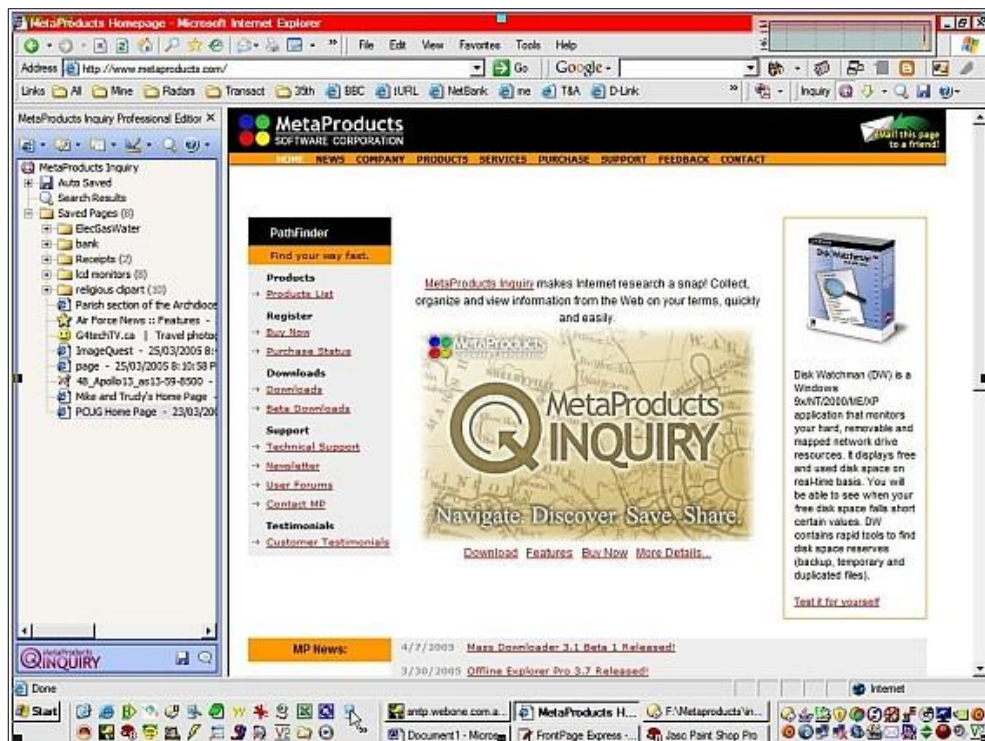 MetaProducts Homepage - Microsoft Internet Explorer
File Edit View Favorites Tools Help
Address http://www.metaproducts.com/ Go Google -
Links All Mine Radars Transact 39th BBC tURL NetBank me T&A D-Link Inquiry
MetaProducts Inquiry Professional Edition X
MetaProducts Inquiry
Auto Saved
Search Results
Saved Pages (8)
ElecGasWater
bank
Receipts (2)
lcd monitors (8)
religious clipart (30)
Parish section of the Archdioce
Air Force News :: Features -
G4techTV.ca | Travel photog
ImageQuest - 25/03/2005 8:
page - 25/03/2005 8:10:58 P
48_Apollo13_as13-59-8500 -
Mike and Trudy's Home Page -
PCUG Home Page - 23/03/200
MetaProducts
INQUIRY
MetaProducts
SOFTWARE CORPORATION
EMail this page
to a friend!
HOME NEWS COMPANY PRODUCTS SERVICES PURCHASE SUPPORT FEEDBACK CONTACT
PathFinder
Find your way fast.
Products
Products List
Register
Buy Now
Purchase Status
Downloads
Downloads
Beta Downloads
Support
Technical Support
Newsletter
User Forums
Contact MP
Testimonials
Customer Testimonials
MetaProducts Inquiry makes Internet research a snap! Collect,
organize and view information from the Web on your terms, quickly
and easily.
MetaProducts
MetaProducts
INQUIRY
Navigate. Discover. Save. Share.
Download Features Buy Now More Details...
Disk Watchman
Disk Watchman (DW) is a
Windows
9x/NT/2000/ME/XP
application that monitors
your hard, removable and
mapped network drive
resources. It displays free
and used disk space on
real-time basis. You will
be able to see when your
free disk space falls short
certain values. DW
contains rapid tools to find
disk space reserves
(backup, temporary and
duplicated files).
Test it for yourself
MP News:
4/7/2005 Mass Downloader 3.1 Beta 1 Released!
3/30/2005 Offline Explorer Pro 3.7 Released!
Done Internet
Start sntp.webone.com.a... MetaProducts H... F:\Metaproducts\in...
Document1 - Micros... FrontPage Express -... Jasc Paint Shop Pro